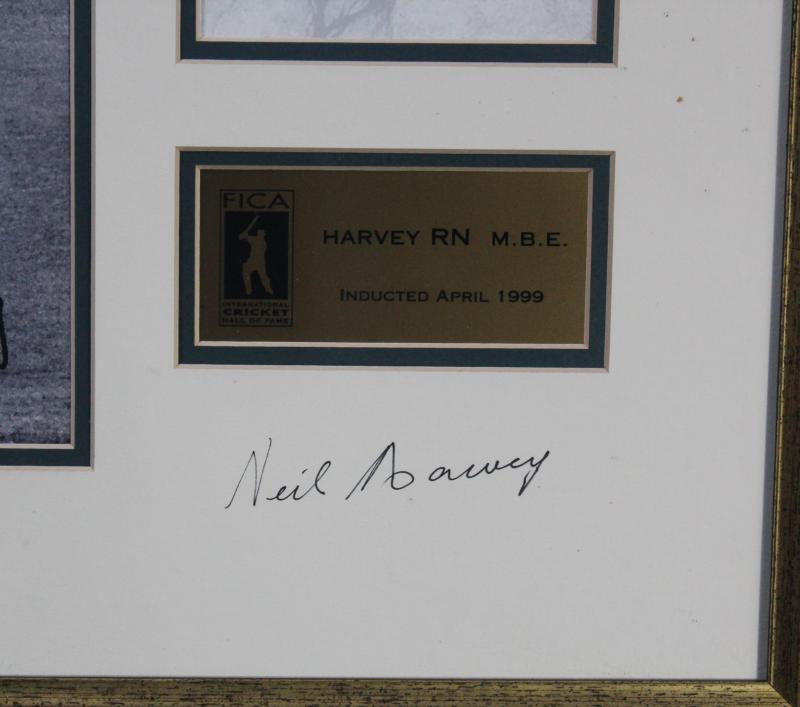 FICA
INTERNATIONAL
CRICKET
HALL OF FAME
HARVEY RN M.B.E.
INDUCTED APRIL 1999
Neil Harvey